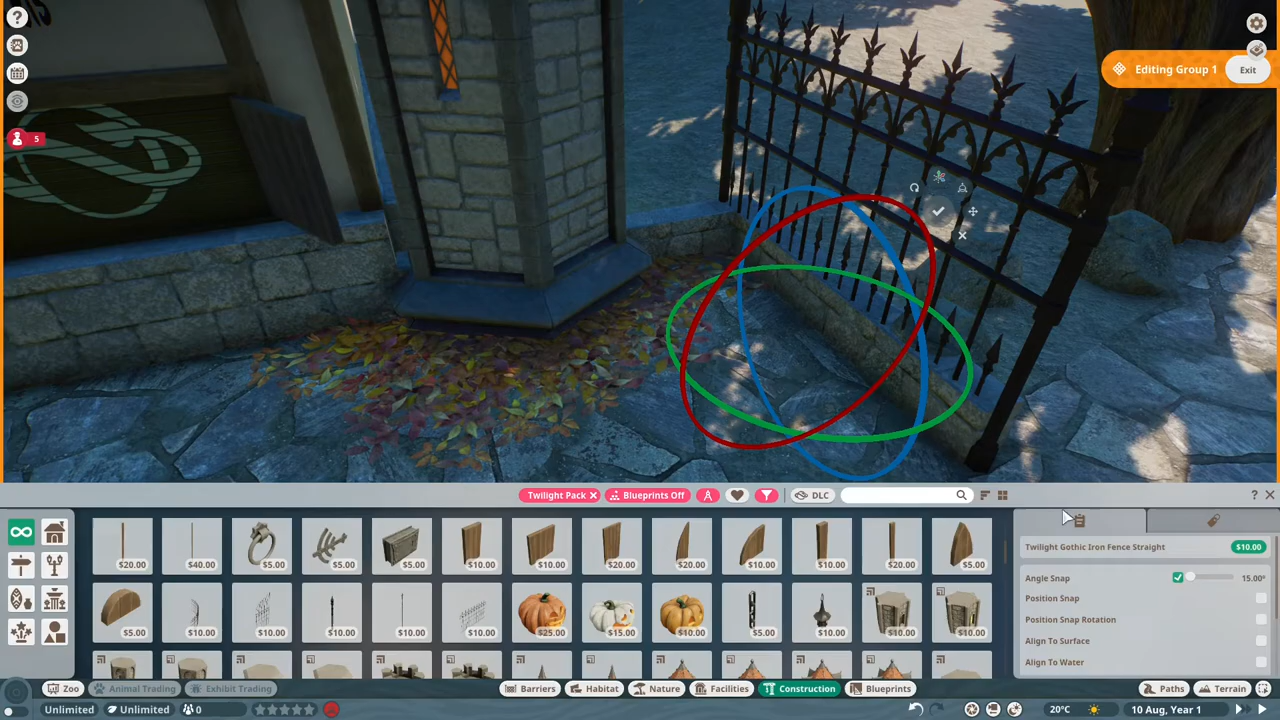 ?
Editing Group 1 Exit
5
Twilight Pack ✕ Blueprints Off DLC
? ✕
$20.00 $40.00 $5.00 $5.00 $5.00 $10.00 $10.00 $20.00 $20.00 $10.00 $10.00 $20.00 $5.00
$5.00 $10.00 $10.00 $10.00 $10.00 $10.00 $25.00 $15.00 $10.00 $5.00 $10.00 $10.00 $10.00
Twilight Gothic Iron Fence Straight $10.00
Angle Snap 15.00°
Position Snap
Position Snap Rotation
Align To Surface
Align To Water
Zoo Animal Trading Exhibit Trading Barriers Habitat Nature Facilities Construction Blueprints Paths Terrain
Unlimited Unlimited 0 20°C 10 Aug, Year 1